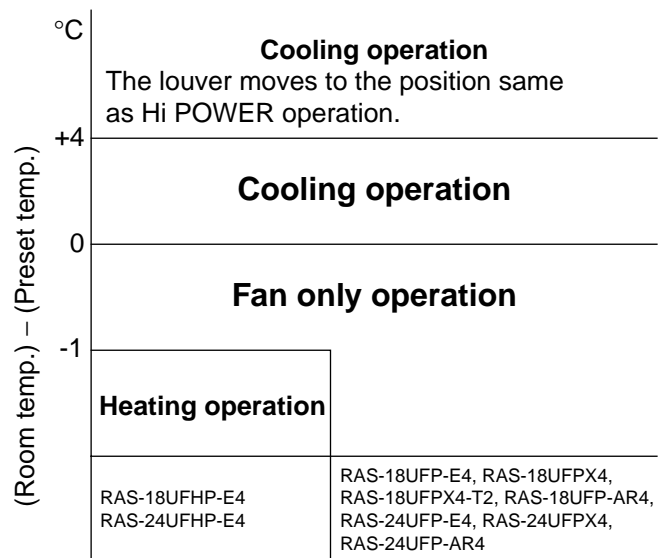 °C
Cooling operation
The louver moves to the position same
as Hi POWER operation.
+4
Cooling operation
0
Fan only operation
-1
Heating operation
(Room temp.) – (Preset temp.)
RAS-18UFHP-E4
RAS-24UFHP-E4
RAS-18UFP-E4, RAS-18UFPX4,
RAS-18UFPX4-T2, RAS-18UFP-AR4,
RAS-24UFP-E4, RAS-24UFPX4,
RAS-24UFP-AR4